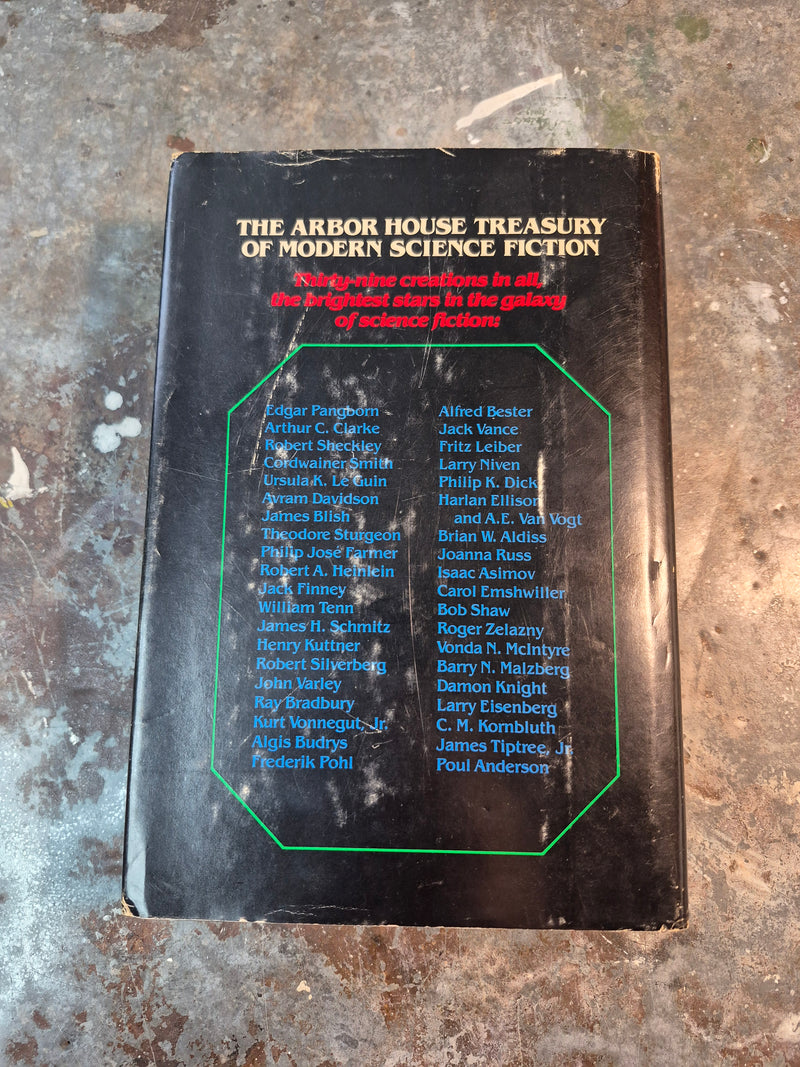 THE ARBOR HOUSE TREASURY
OF MODERN SCIENCE FICTION
Thirty-nine creations in all,
the brightest stars in the galaxy
of science fiction:
Edgar Pangborn
Arthur C. Clarke
Robert Sheckley
Cordwainer Smith
Ursula K. Le Guin
Avram Davidson
James Blish
Theodore Sturgeon
Philip José Farmer
Robert A. Heinlein
Jack Finney
William Tenn
James H. Schmitz
Henry Kuttner
Robert Silverberg
John Varley
Ray Bradbury
Kurt Vonnegut, Jr.
Algis Budrys
Frederik Pohl
Alfred Bester
Jack Vance
Fritz Leiber
Larry Niven
Philip K. Dick
Harlan Ellison
and A.E. Van Vogt
Brian W. Aldiss
Joanna Russ
Isaac Asimov
Carol Emshwiller
Bob Shaw
Roger Zelazny
Vonda N. McIntyre
Barry N. Malzberg
Damon Knight
Larry Eisenberg
C. M. Kornbluth
James Tiptree, Jr.
Poul Anderson